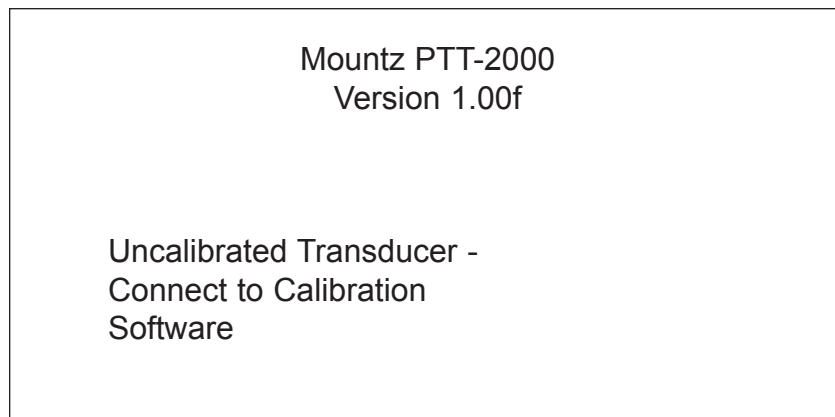 Mountz PTT-2000
Version 1.00f
Uncalibrated Transducer -
Connect to Calibration
Software